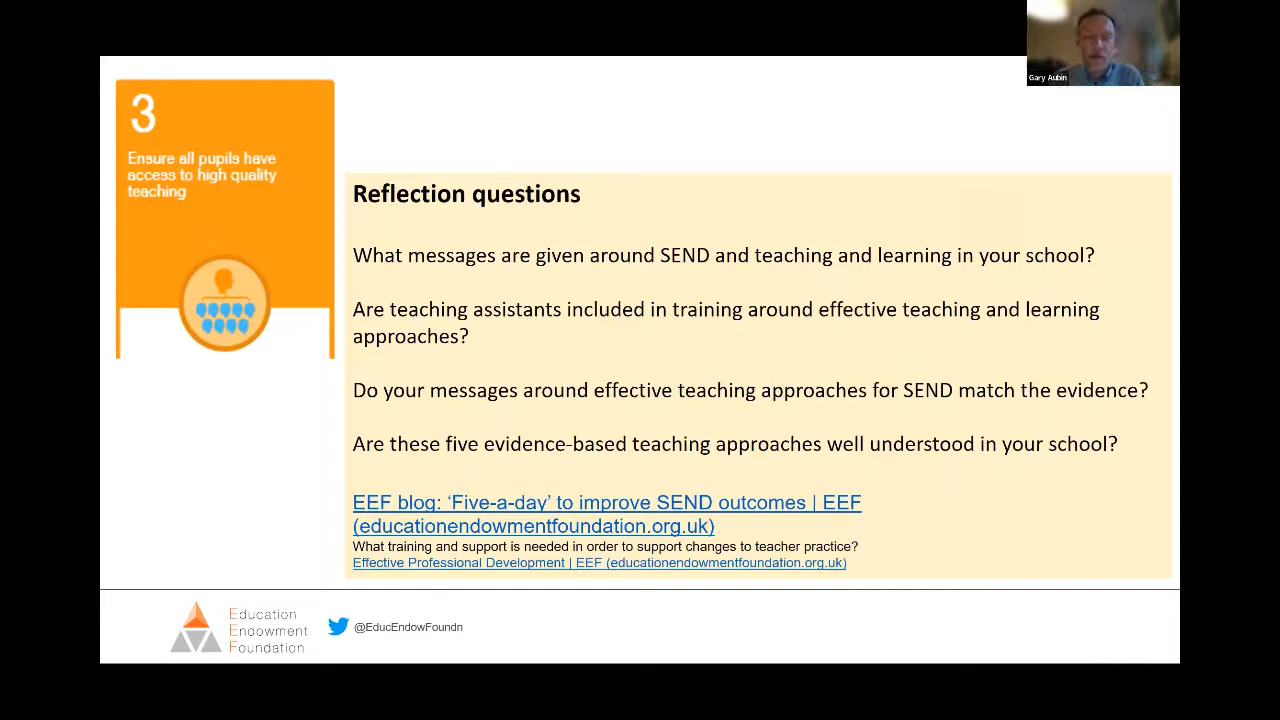 Gary Aubin
3
Ensure all pupils have
access to high quality
teaching
Reflection questions
What messages are given around SEND and teaching and learning in your school?
Are teaching assistants included in training around effective teaching and learning
approaches?
Do your messages around effective teaching approaches for SEND match the evidence?
Are these five evidence-based teaching approaches well understood in your school?
EEF blog: ‘Five-a-day’ to improve SEND outcomes | EEF
(educationendowmentfoundation.org.uk)
What training and support is needed in order to support changes to teacher practice?
Effective Professional Development | EEF (educationendowmentfoundation.org.uk)
Education
Endowment
Foundation
@EducEndowFoundn